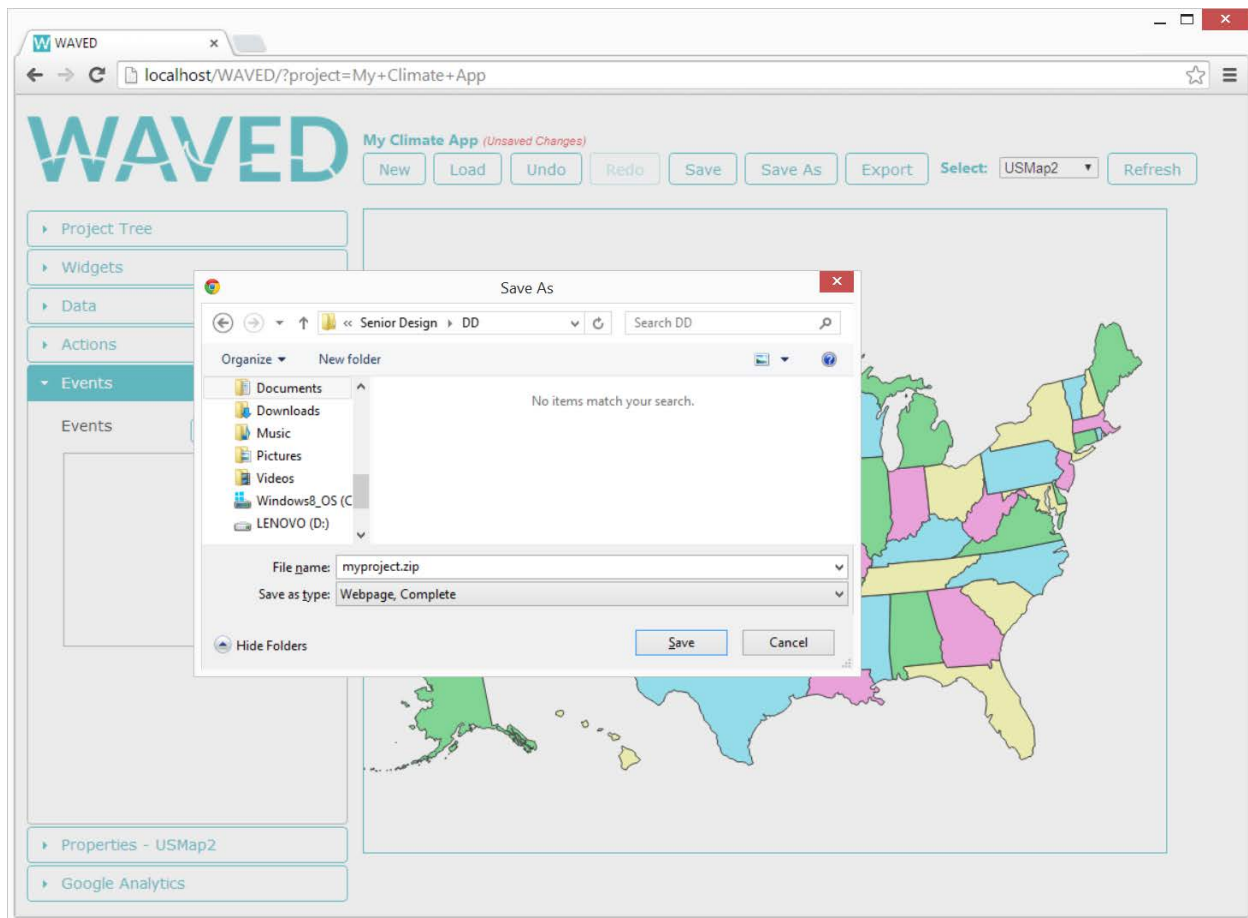 WAVED
localhost/WAVED/?project=My+Climate+App
WAVED
My Climate App (Unsaved Changes)
New Load Undo Redo Save Save As Export Select: USMap2 Refresh
Project Tree
Widgets
Data
Actions
Events
Events
Save As
« Senior Design DD
Search DD
Organize New folder
Documents
Downloads
Music
Pictures
Videos
Windows8_OS (C
LENOVO (D:)
No items match your search.
File name: myproject.zip
Save as type: Webpage, Complete
Hide Folders
Save Cancel
Properties - USMap2
Google Analytics